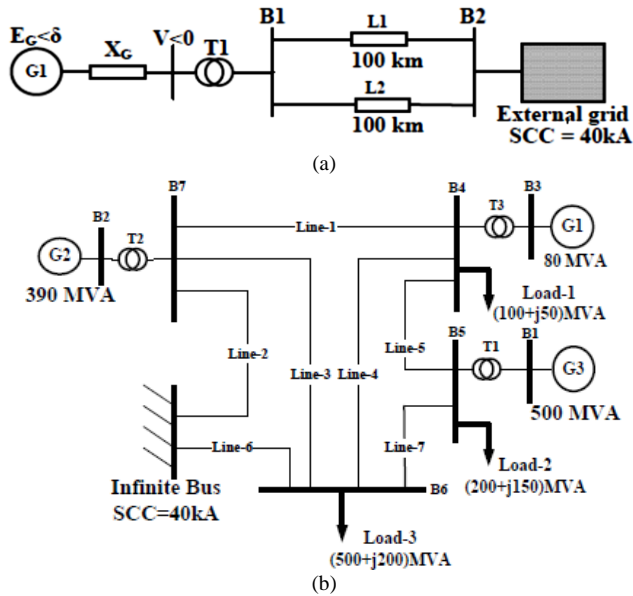 E_G<δ
G1
X_G
V<0
T1
B1
L1
100 km
L2
100 km
B2
External grid
SCC = 40kA
(a)
B7
B2
G2
T2
390 MVA
Line-1
B4
T3
B3
G1
80 MVA
Load-1
(100+j50)MVA
Line-2
Line-3
Line-4
Line-5
B5
T1
B1
G3
500 MVA
Line-6
Line-7
Infinite Bus
SCC=40kA
Load-2
(200+j150)MVA
B6
Load-3
(500+j200)MVA
(b)